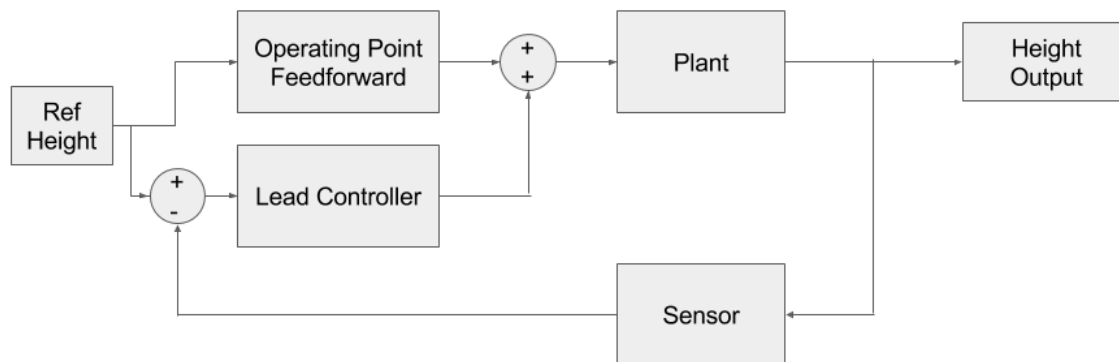 Operating Point
Feedforward
+
+
Plant
Height
Output
Ref
Height
+
-
Lead Controller
Sensor